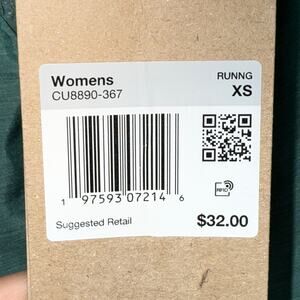 Womens
RUNNG
CU8890-367
XS
1 97593 07214 6
RFID
Suggested Retail
$32.00